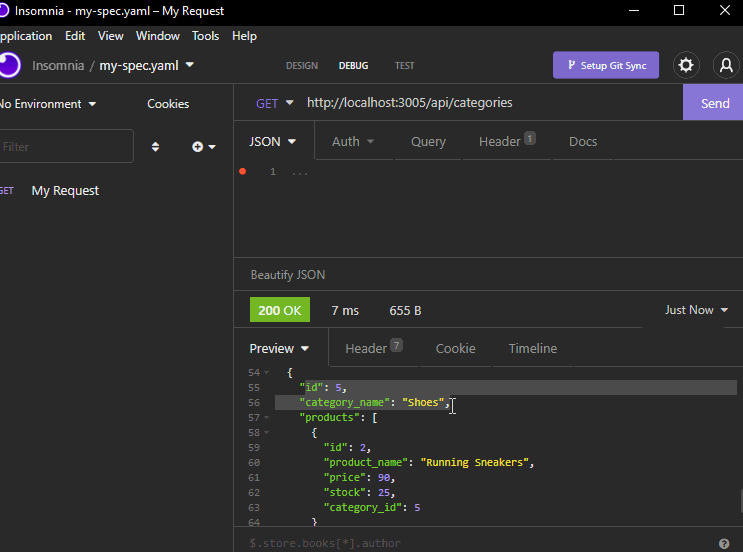 Insomnia - my-spec.yaml – My Request
pplication Edit View Window Tools Help
Insomnia / my-spec.yaml
DESIGN DEBUG TEST
Setup Git Sync
No Environment
Cookies
GET http://localhost:3005/api/categories
Send
Filter
JSON Auth Query Header 1 Docs
1 ...
GET My Request
Beautify JSON
200 OK 7 ms 655 B Just Now
Preview Header 7 Cookie Timeline
54 {
55 "id": 5,
56 "category_name": "Shoes",
57 "products": [
58 {
59 "id": 2,
60 "product_name": "Running Sneakers",
61 "price": 90,
62 "stock": 25,
63 "category_id": 5
64 }
$.store.books[*].author